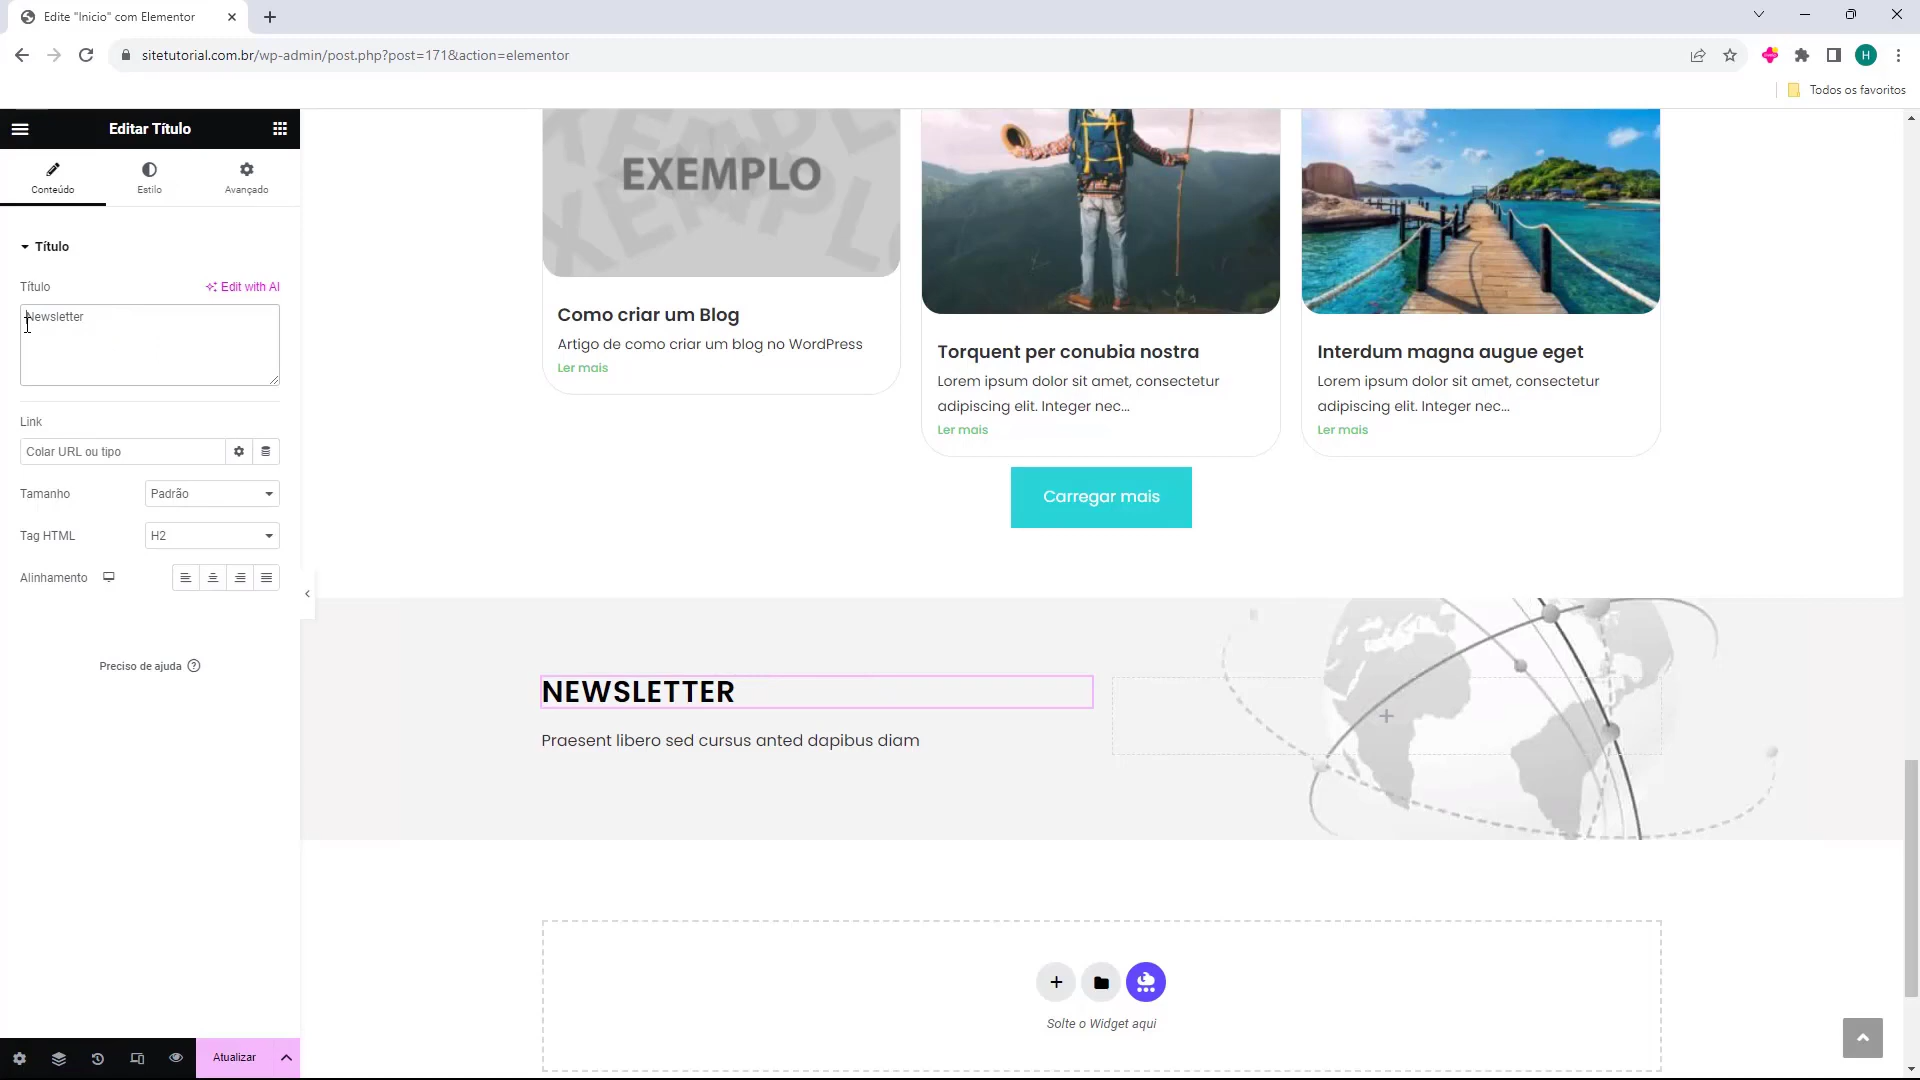 Edite "Inicio" com Elementor
sitetutorial.com.br/wp-admin/post.php?post=171&action=elementor
H
Todos os favoritos
Editar Título
Conteúdo
Estilo
Avançado
Título
Título
Edit with AI
Newsletter
Link
Colar URL ou tipo
Tamanho
Padrão
Tag HTML
H2
Alinhamento
Preciso de ajuda
Atualizar
EXEMPLO
Como criar um Blog
Artigo de como criar um blog no WordPress
Ler mais
Torquent per conubia nostra
Lorem ipsum dolor sit amet, consectetur
adipiscing elit. Integer nec...
Ler mais
Interdum magna augue eget
Lorem ipsum dolor sit amet, consectetur
adipiscing elit. Integer nec...
Ler mais
Carregar mais
NEWSLETTER
Praesent libero sed cursus anted dapibus diam
Solte o Widget aqui